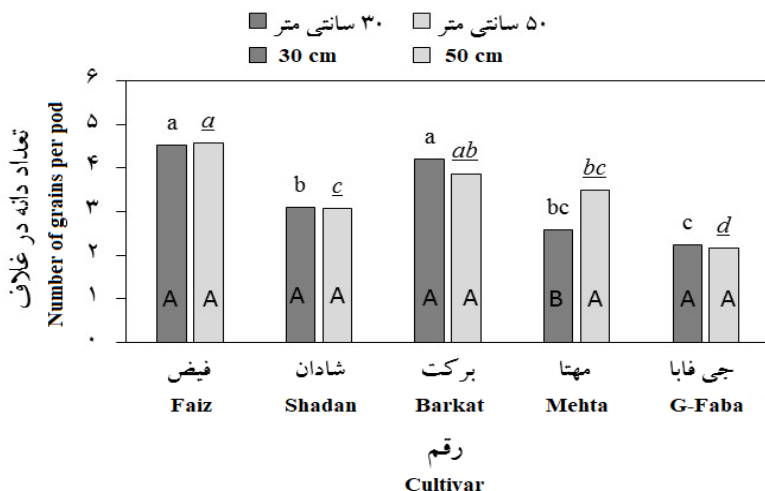 ۳۰ سانتی متر ۵۰ سانتی متر
30 cm 50 cm
تعداد دانه در غلاف
Number of grains per pod
۶
۵
۴
۳
۲
۱
۰
a a b c a ab bc bc c d
A A A A A A B A A A
فیض شادان برکت مهتا جی فابا
Faiz Shadan Barkat Mehta G-Faba
رقم
Cultivar